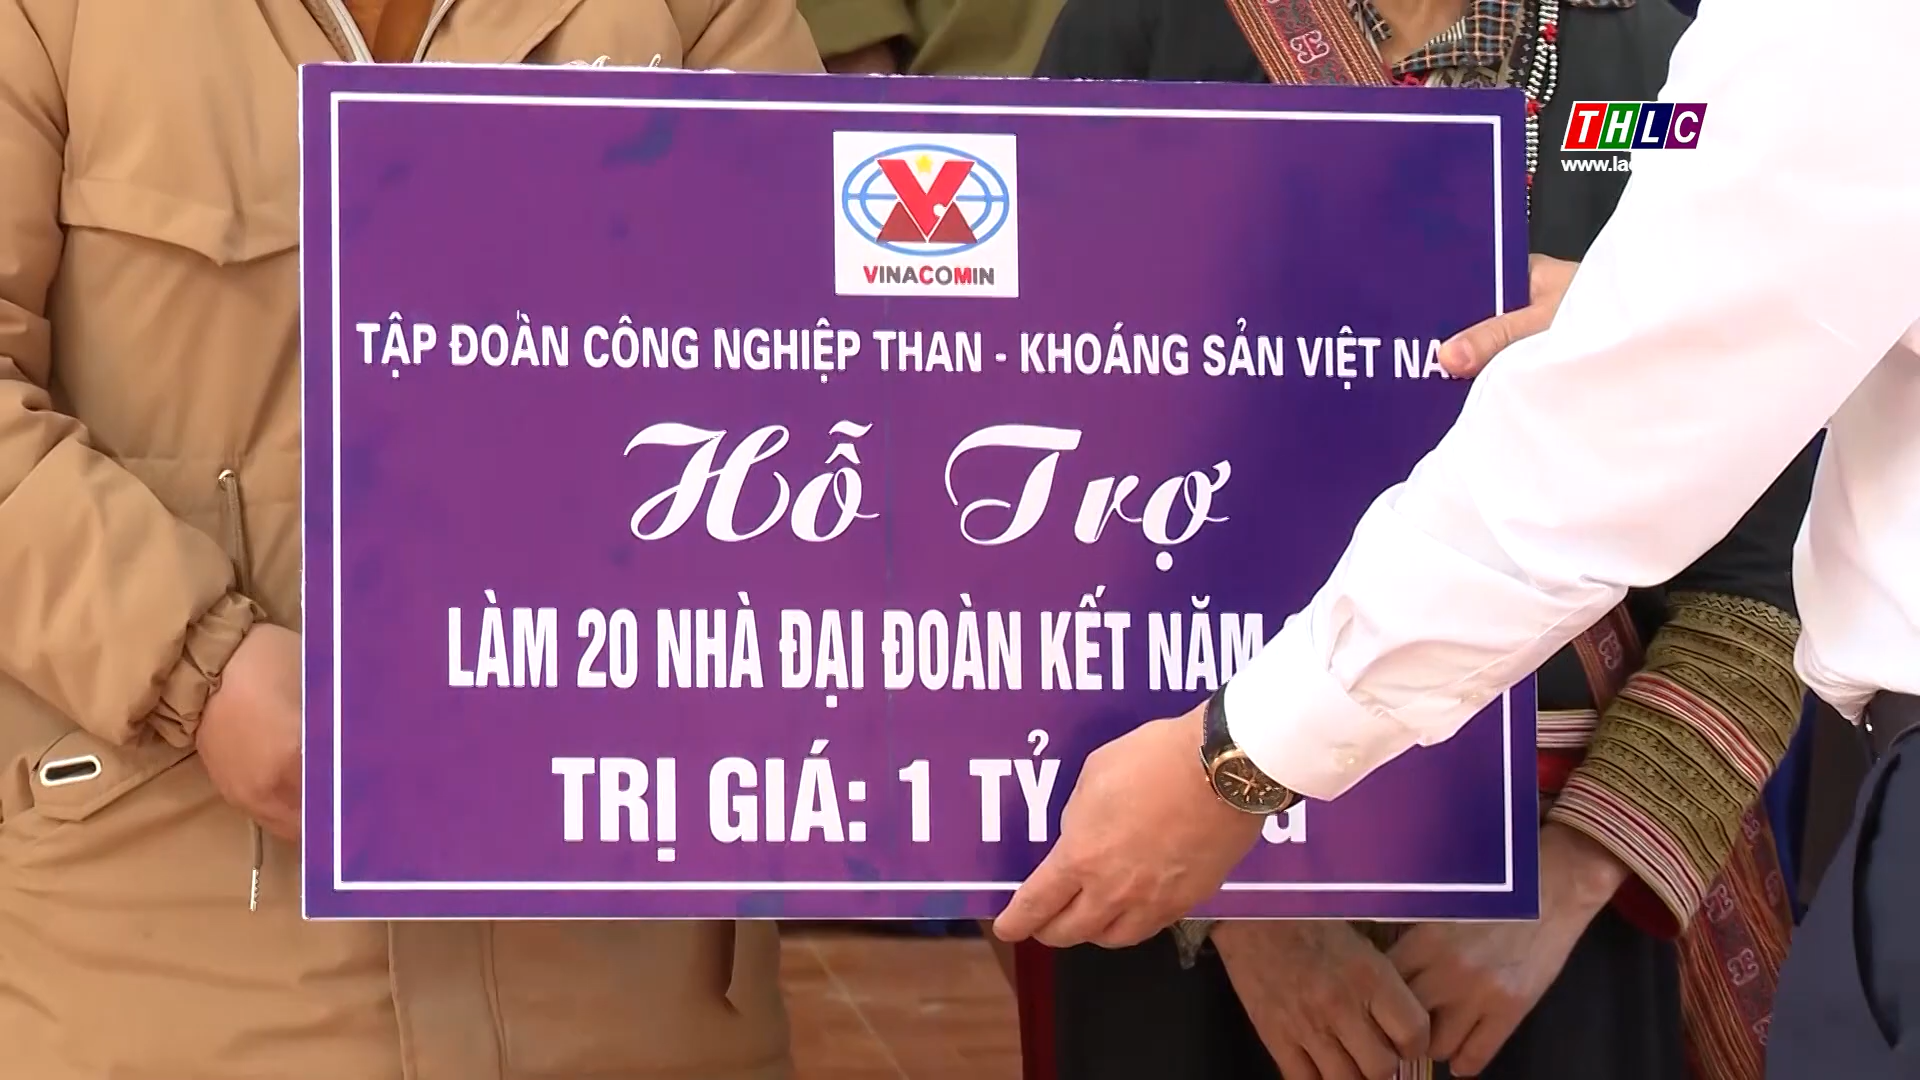 THLC
VINACOMIN
TẬP ĐOÀN CÔNG NGHIỆP THAN - KHOÁNG SẢN VIỆT
Hỗ Trợ
LÀM 20 NHÀ ĐẠI ĐOÀN KẾT NĂM
TRỊ GIÁ: 1 TỶ